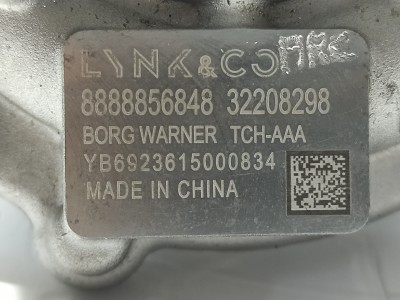 LYNK&CO
8888856848 32208298
BORG WARNER TCH-AAA
YB6923615000834
MADE IN CHINA